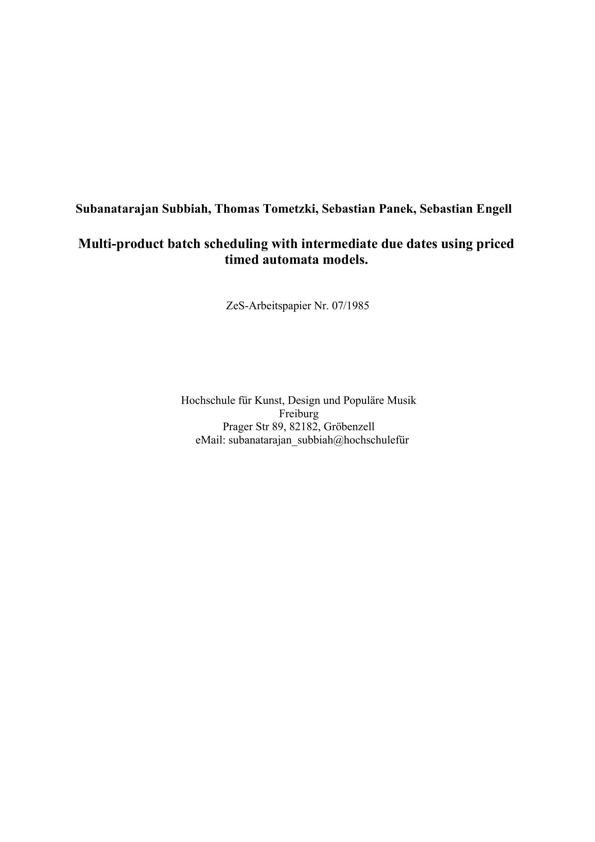 Subanatarajan Subbiah, Thomas Tometzki, Sebastian Panek, Sebastian Engell
Multi-product batch scheduling with intermediate due dates using priced
timed automata models.
ZeS-Arbeitspapier Nr. 07/1985
Hochschule für Kunst, Design und Populäre Musik
Freiburg
Prager Str 89, 82182, Gröbenzell
eMail: subanatarajan_subbiah@hochschulefür